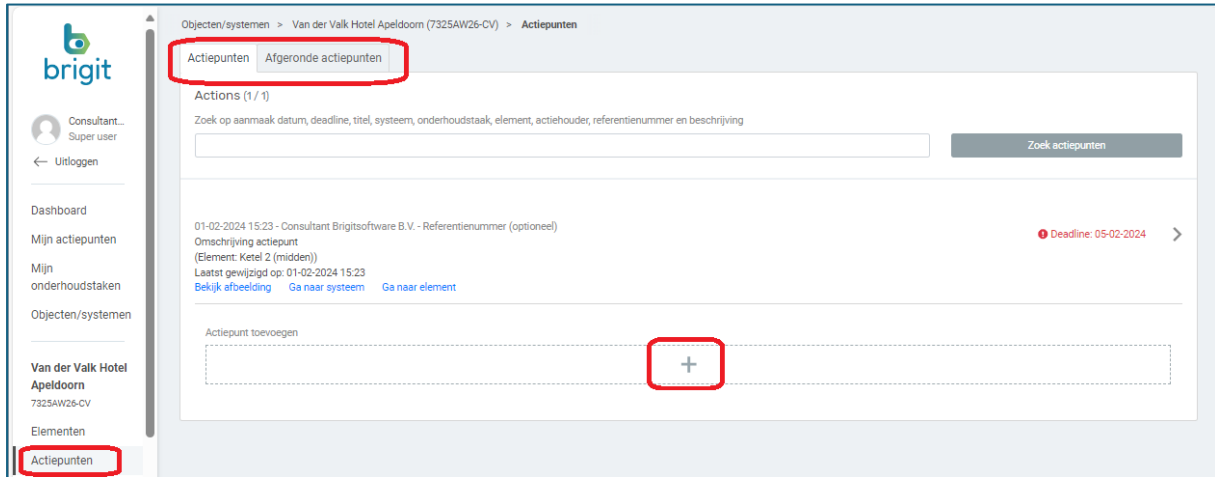 brigit
Consultant...
Super user
Uitloggen
Dashboard
Mijn actiepunten
Mijn
onderhoudstaken
Objecten/systemen
Van der Valk Hotel
Apeldoorn
7325AW26-CV
Elementen
Actiepunten
Objecten/systemen > Van der Valk Hotel Apeldoorn (7325AW26-CV) > Actiepunten
Actiepunten Afgeronde actiepunten
Actions (1 / 1)
Zoek op aanmaak datum, deadline, titel, systeem, onderhoudstaak, element, actiehouder, referentienummer en beschrijving
Zoek actiepunten
01-02-2024 15:23 - Consultant Brigitsoftware B.V. - Referentienummer (optioneel)
Deadline: 05-02-2024
Omschrijving actiepunt
(Element: Ketel 2 (midden))
Laatst gewijzigd op: 01-02-2024 15:23
Bekijk afbeelding Ga naar systeem Ga naar element
Actiepunt toevoegen